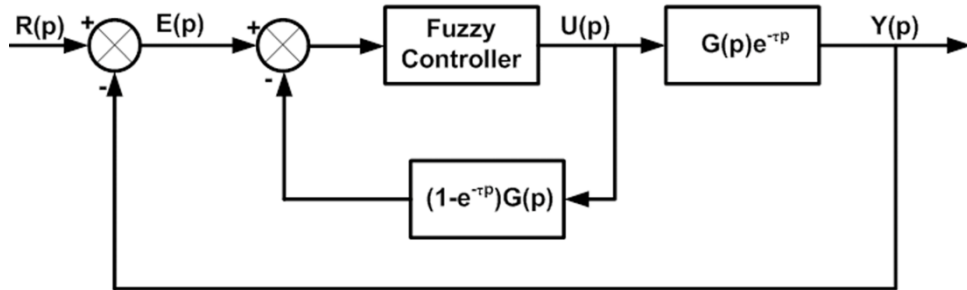 R(p)
+
-
E(p)
+
-
Fuzzy
Controller
U(p)
G(p)e^{-τp}
Y(p)
(1-e^{-τp})G(p)